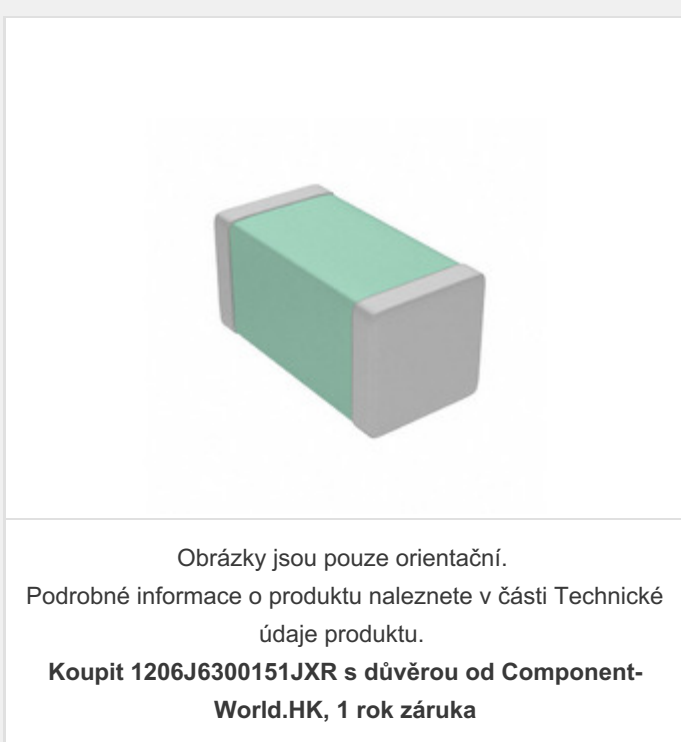 Obrázky jsou pouze orientační.
Podrobné informace o produktu naleznete v části Technické
údaje produktu.
Koupit 1206J6300151JXR s důvěrou od Component-
World.HK, 1 rok záruka